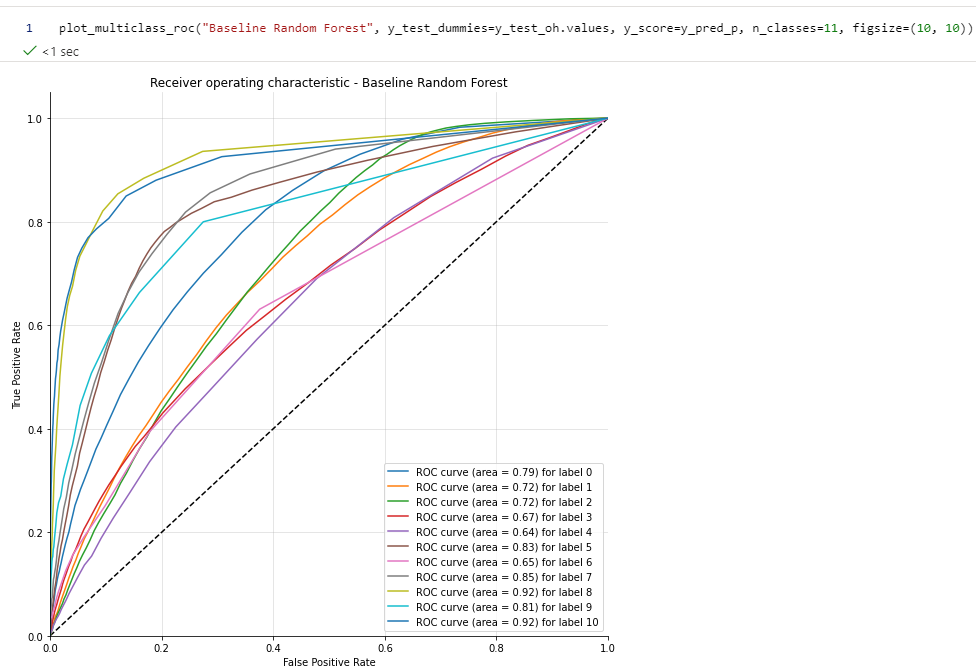 1 plot_multiclass_roc("Baseline Random Forest", y_test_dummies=y_test_oh.values, y_score=y_pred_p, n_classes=11, figsize=(10, 10))
<1 sec
Receiver operating characteristic - Baseline Random Forest
1.0
0.8
0.6
0.4
0.2
0.0
True Positive Rate
ROC curve (area = 0.79) for label 0
ROC curve (area = 0.72) for label 1
ROC curve (area = 0.72) for label 2
ROC curve (area = 0.67) for label 3
ROC curve (area = 0.64) for label 4
ROC curve (area = 0.83) for label 5
ROC curve (area = 0.65) for label 6
ROC curve (area = 0.85) for label 7
ROC curve (area = 0.92) for label 8
ROC curve (area = 0.81) for label 9
ROC curve (area = 0.92) for label 10
0.0 0.2 0.4 0.6 0.8 1.0
False Positive Rate